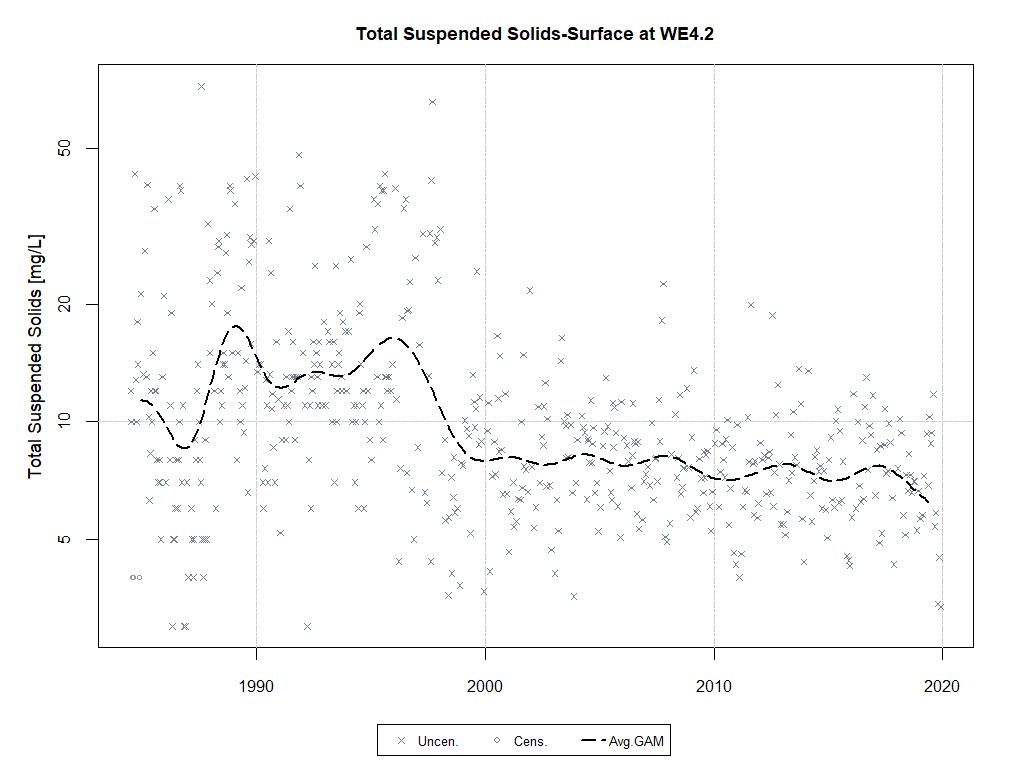 Total Suspended Solids-Surface at WE4.2
Total Suspended Solids [mg/L]
50
20
10
5
1990 2000 2010 2020
Uncen. Cens. Avg.GAM